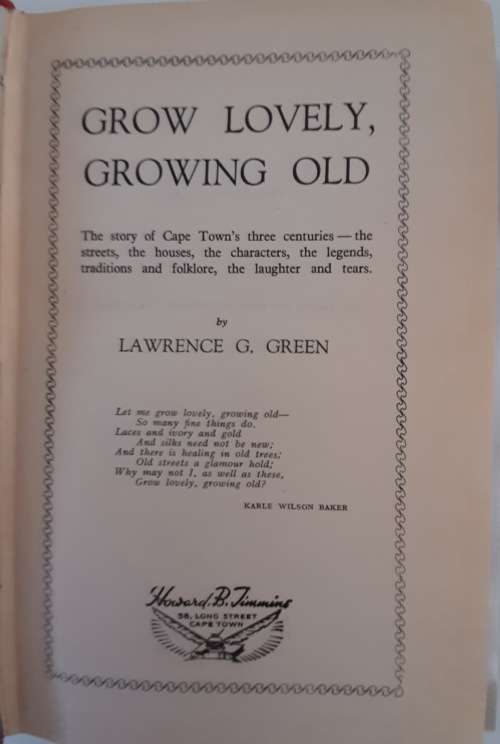 GROW LOVELY,
GROWING OLD
The story of Cape Town's three centuries — the
streets, the houses, the characters, the legends,
traditions and folklore, the laughter and tears.
by
LAWRENCE G. GREEN
Let me grow lovely, growing old—
So many fine things do.
Laces and ivory and gold
And silks need not be new;
And there is healing in old trees;
Old streets a glamour hold;
Why may not I, as well as these,
Grow lovely, growing old?
KARLE WILSON BAKER
Howard B. Timmins
58, LONG STREET
CAPE TOWN